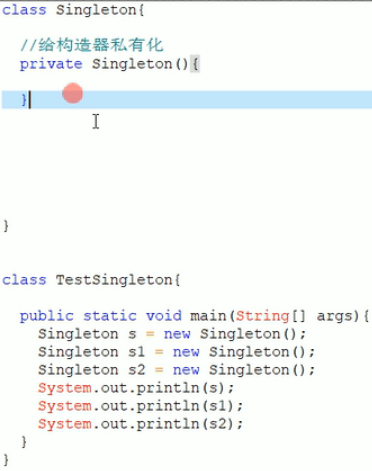 class Singleton{
//给构造器私有化
private Singleton(){
}
}
class TestSingleton{
public static void main(String[] args){
Singleton s = new Singleton();
Singleton s1 = new Singleton();
Singleton s2 = new Singleton();
System.out.println(s);
System.out.println(s1);
System.out.println(s2);
}
}